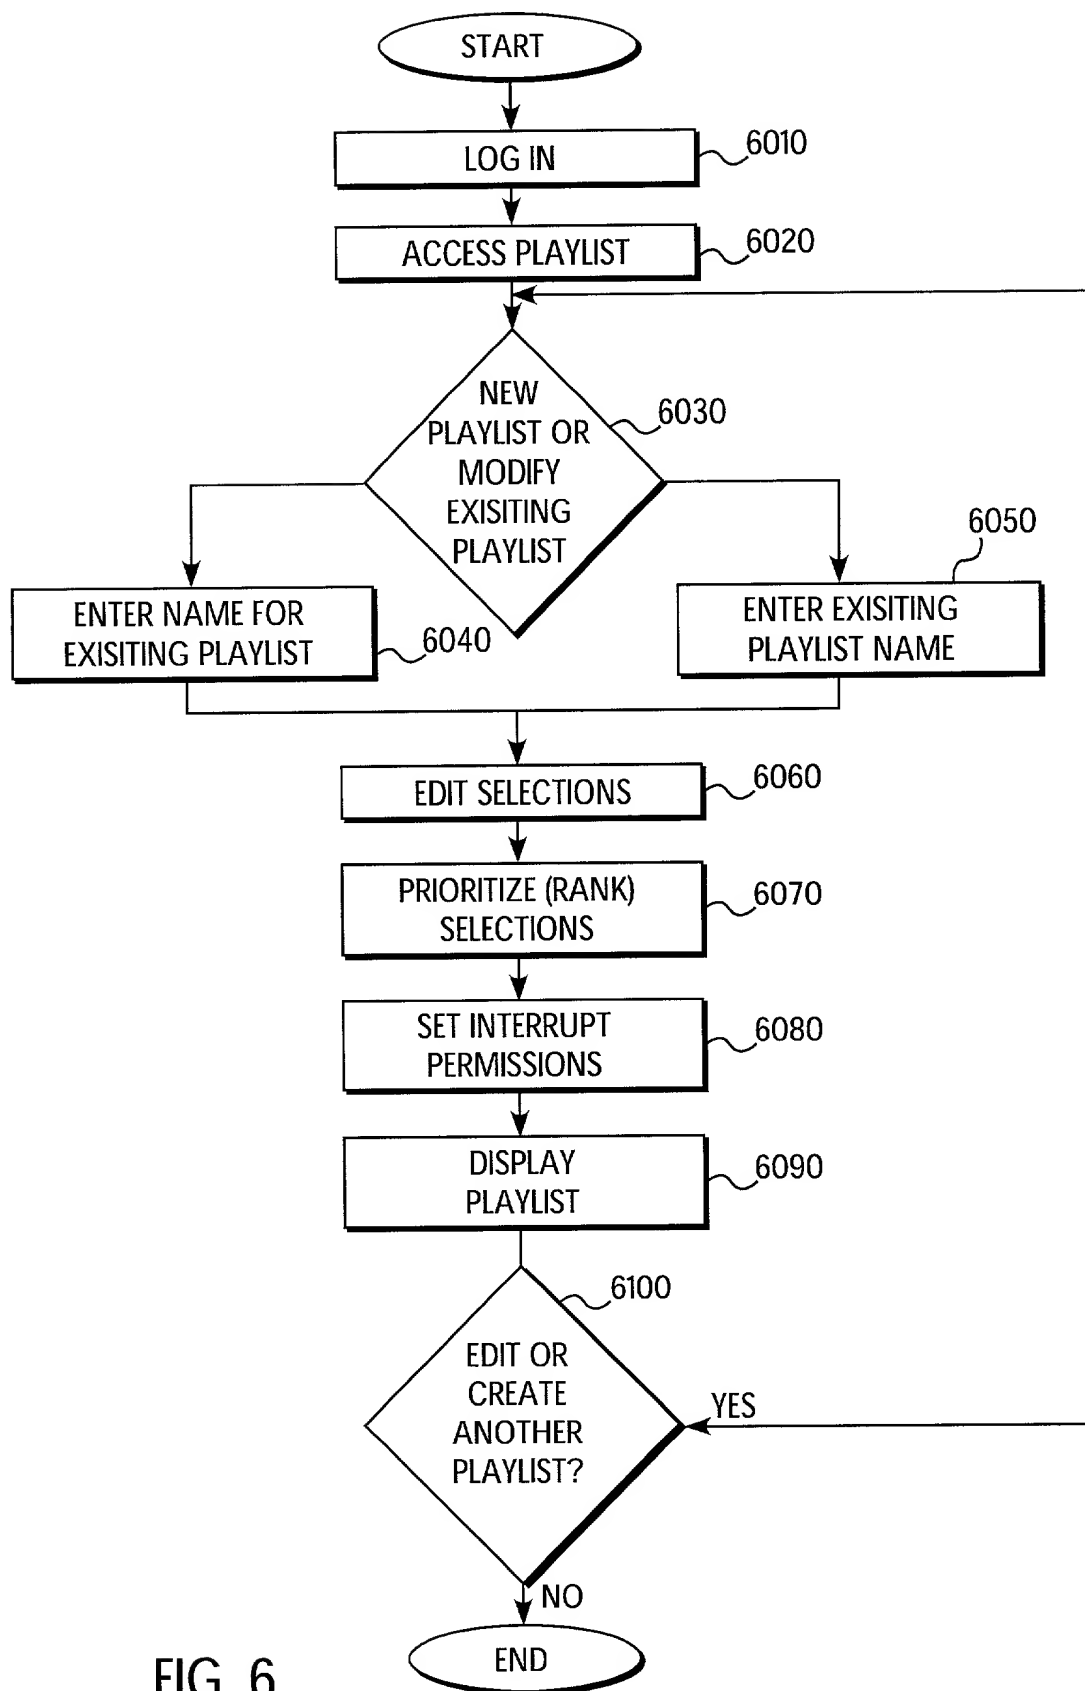 START
LOG IN
6010
ACCESS PLAYLIST
6020
NEW
PLAYLIST OR
MODIFY
EXISITING
PLAYLIST
6030
ENTER NAME FOR
EXISITING PLAYLIST
6040
6050
ENTER EXISITING
PLAYLIST NAME
EDIT SELECTIONS
6060
PRIORITIZE (RANK)
SELECTIONS
6070
SET INTERRUPT
PERMISSIONS
6080
DISPLAY
PLAYLIST
6090
6100
EDIT OR
CREATE
ANOTHER
PLAYLIST?
YES
NO
END
FIG. 6